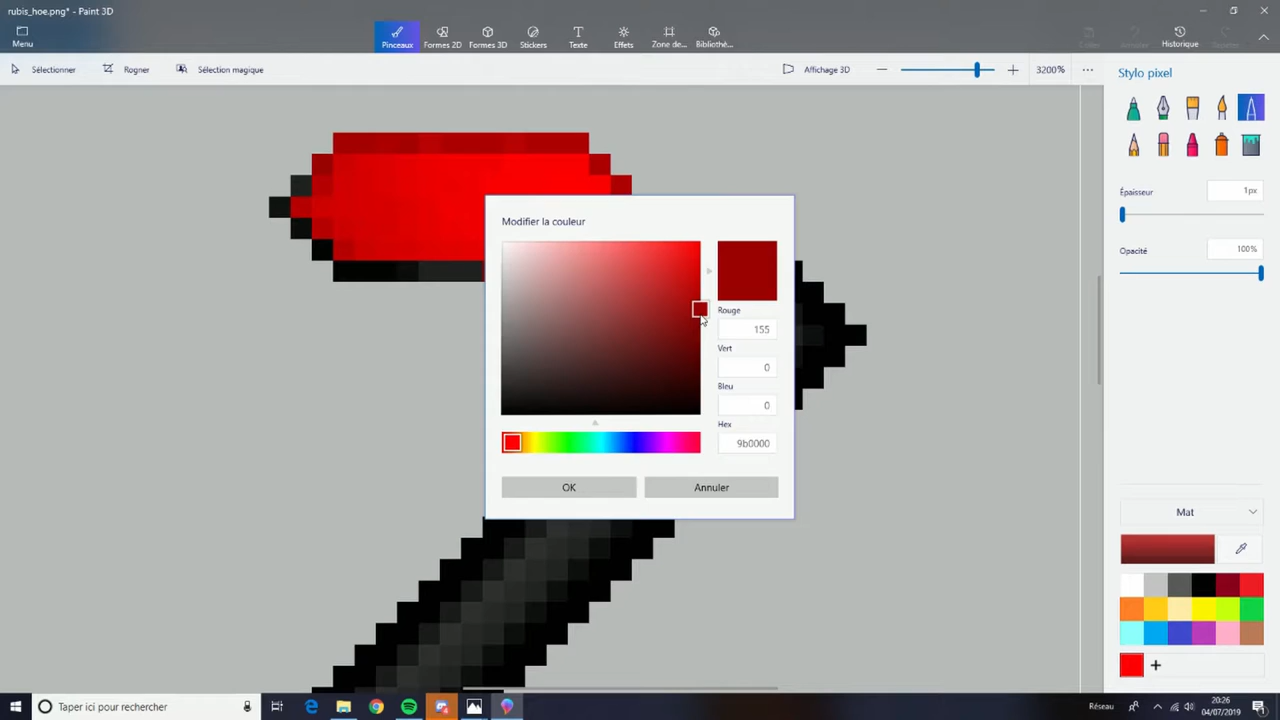 rubis_hoe.png* - Paint 3D
Menu
Pinceaux
Formes 2D
Formes 3D
Stickers
Texte
Effets
Zone de...
Bibliothé...
Historique
Sélectionner
Rogner
Sélection magique
Affichage 3D
3200%
Stylo pixel
Épaisseur
1px
Opacité
100%
Modifier la couleur
Rouge
155
Vert
0
Bleu
0
Hex
9b0000
OK
Annuler
Mat
Taper ici pour rechercher
Réseau
20:26
04/07/2019